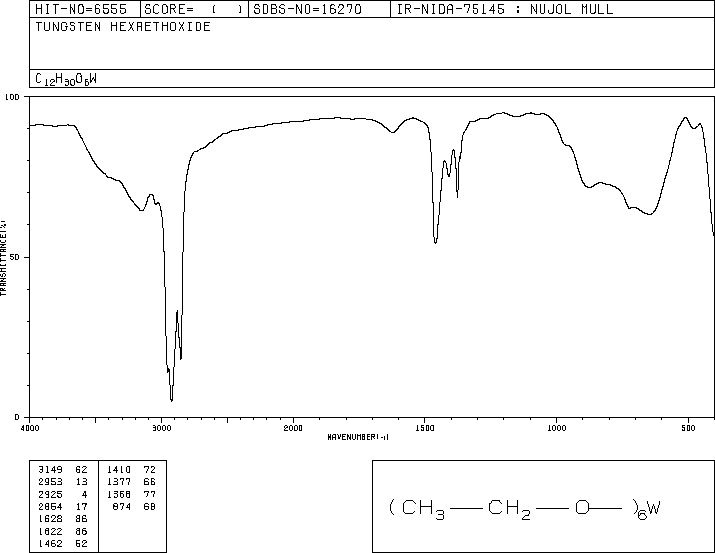 HIT-NO=6555 SCORE= ( ) SDBS-NO=16270 IR-NIDA-75145 : NUJOL MULL
TUNGSTEN HEXAETHOXIDE
C12H30O6W
100
50
0
TRANSMITTANCE(%)
4000 3000 2000 1500 1000 500
WAVENUMBER(-1)
3149 62 1410 72
2953 13 1377 66
2925 4 1368 77
2854 17 874 68
1628 86
1622 86
1462 52
(CH3—CH2—O—)6W